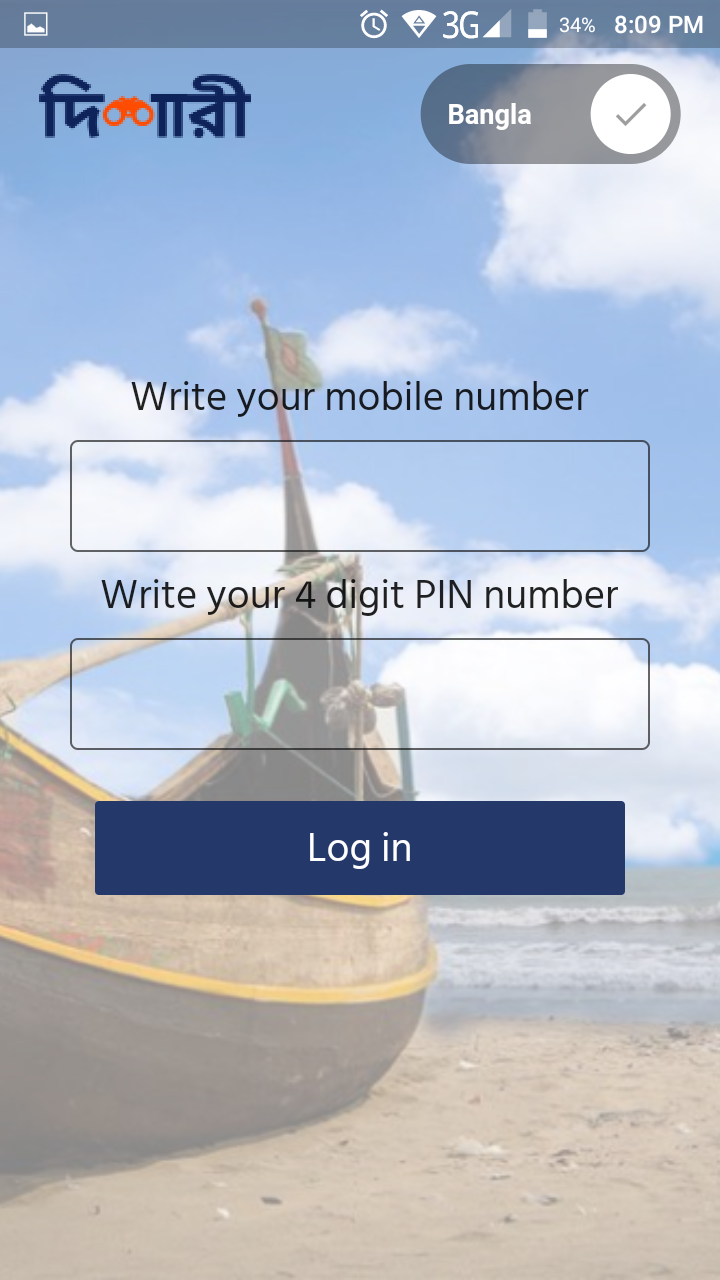 3G 34% 8:09 PM
দিশারী Bangla
Write your mobile number
Write your 4 digit PIN number
Log in